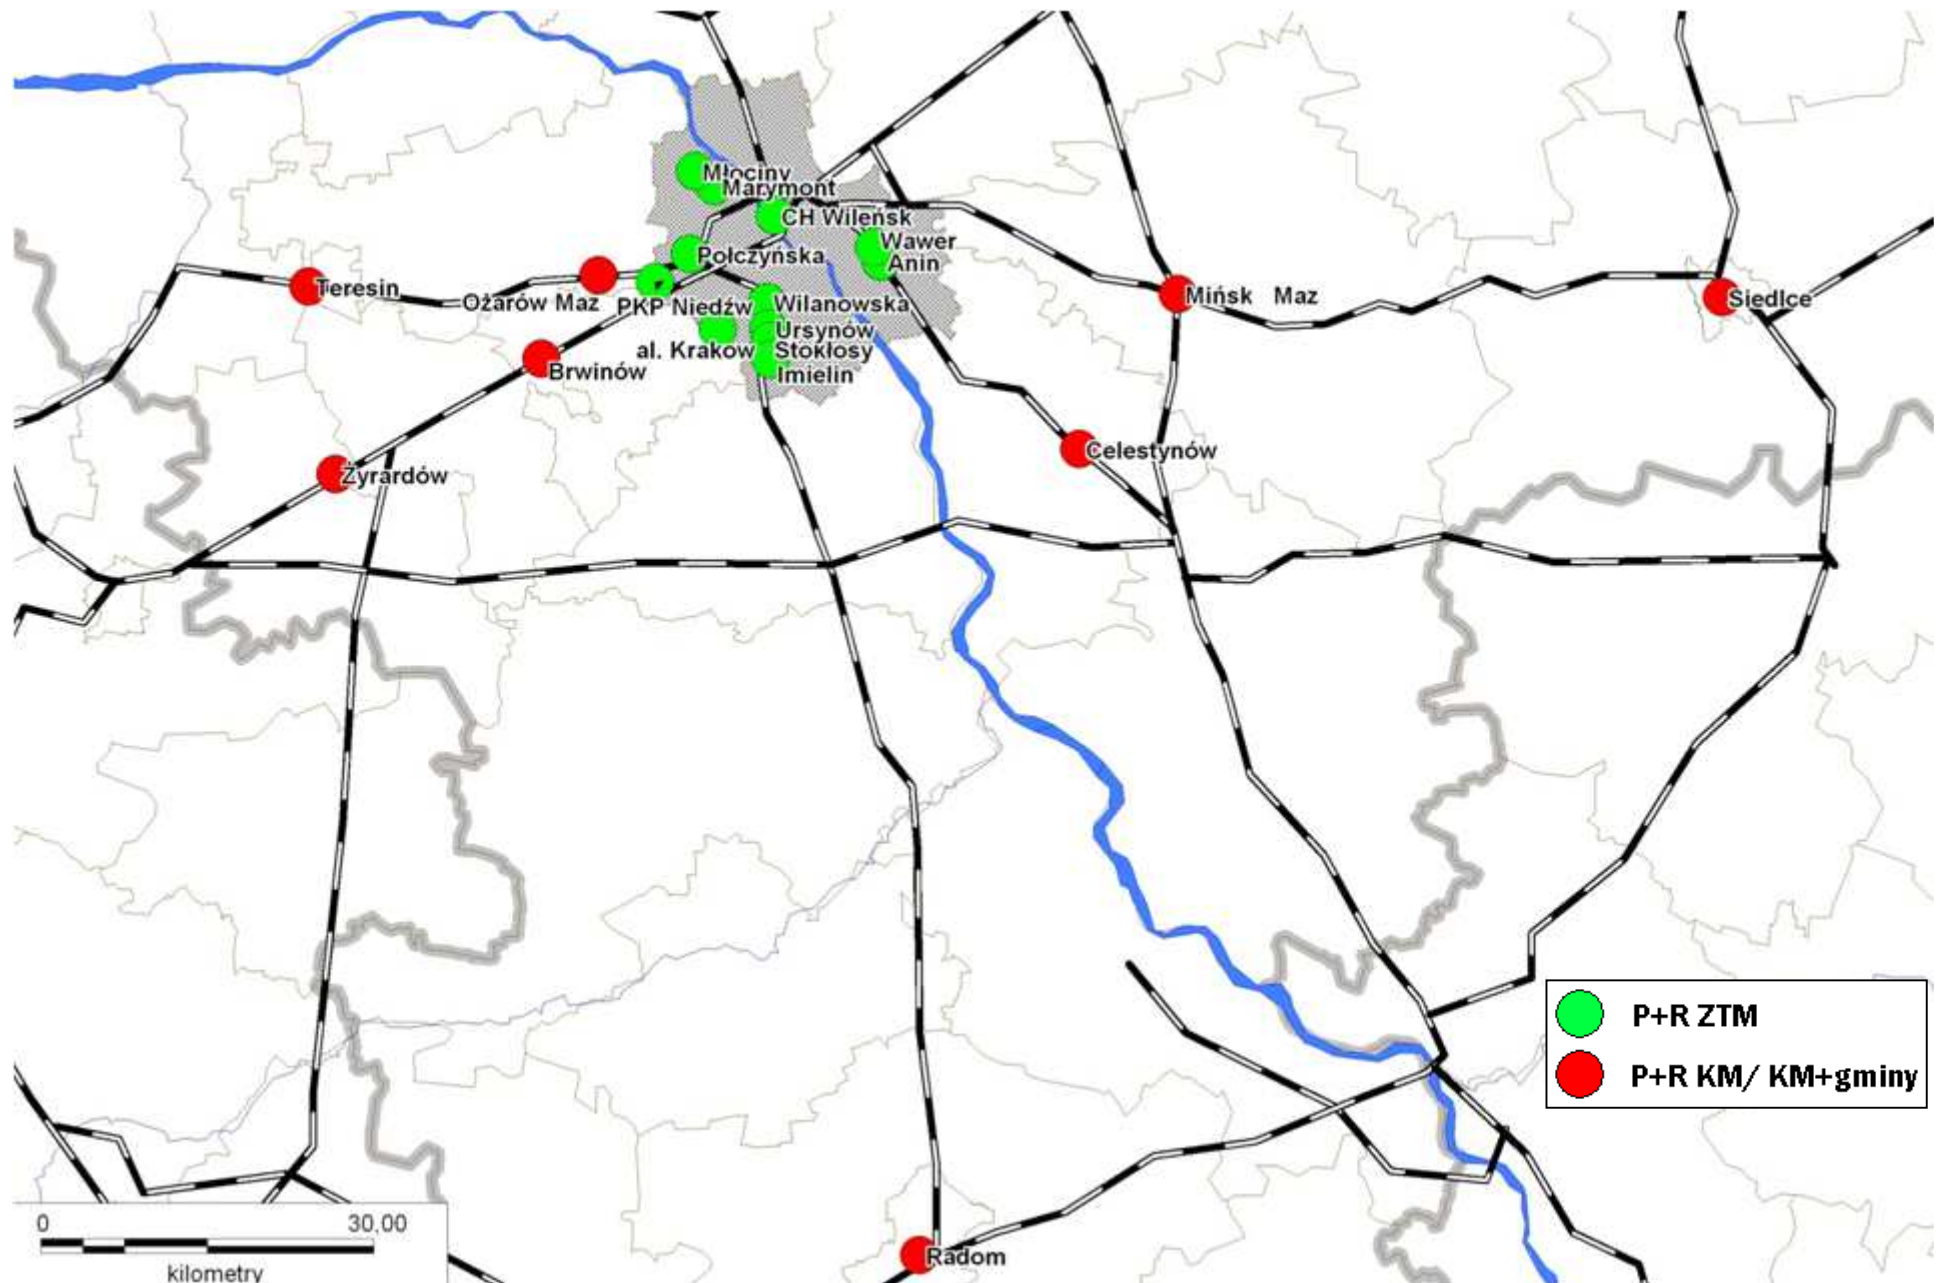 Młociny
Marymont
CH Wileńsk
Wawer
Połczyńska
Anin
Teresin
Ożarów Maz
PKP Niedźw
Wilanowska
Mińsk Maz
Siedlce
Ursynów
al. Krakow
Stokłosy
Brwinów
Imielin
Celestynów
Żyrardów
P+R ZTM
P+R KM/ KM+gminy
0 30,00
kilometry
Radom